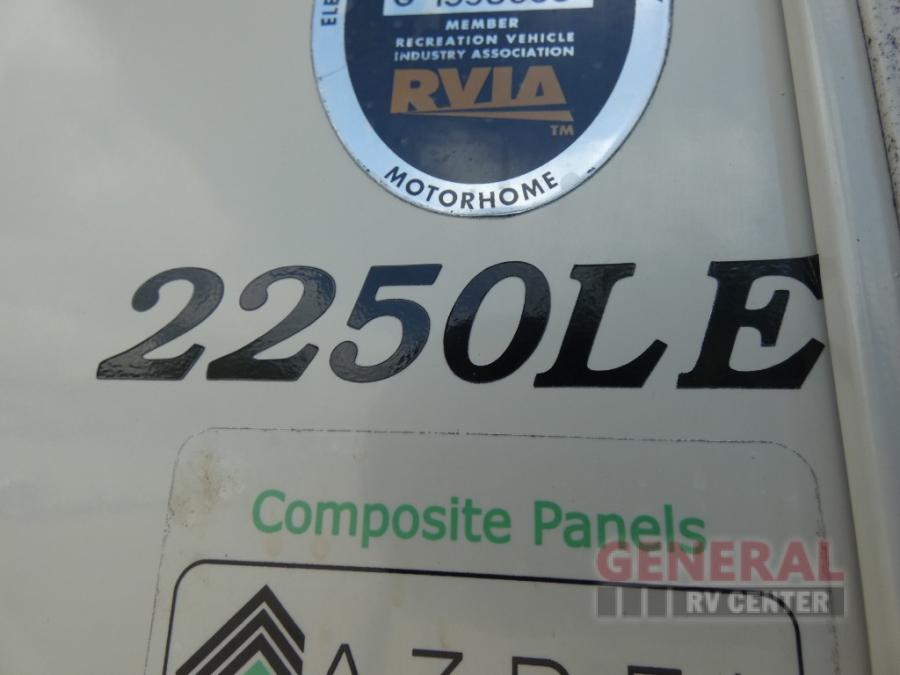 MEMBER
RECREATION VEHICLE
INDUSTRY ASSOCIATION
RVIA
TM
MOTORHOME
2250LE
Composite Panels
GENERAL
RV CENTER